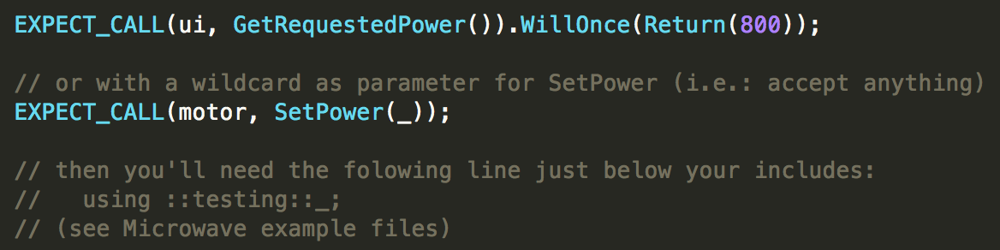 EXPECT_CALL(ui, GetRequestedPower()).WillOnce(Return(800));
// or with a wildcard as parameter for SetPower (i.e.: accept anything)
EXPECT_CALL(motor, SetPower(_));
// then you'll need the folowing line just below your includes:
//   using ::testing::_;
// (see Microwave example files)